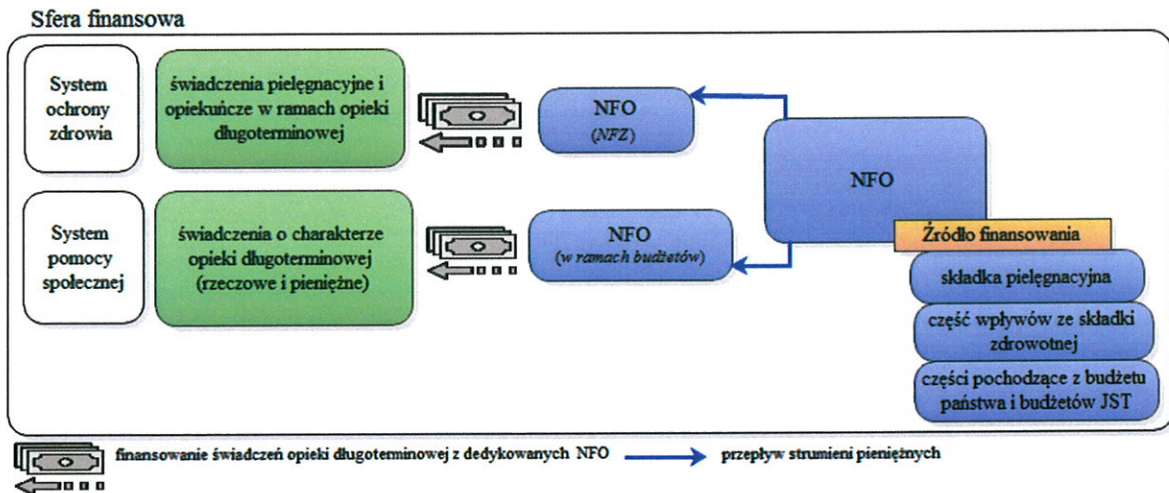 Sfera finansowa
System
ochrony
zdrowia
świadczenia pielęgnacyjne i
opiekuńcze w ramach opieki
długoterminowej
NFO
(NFZ)
NFO
System
pomocy
społecznej
świadczenia o charakterze
opieki długoterminowej
(rzeczowe i pieniężne)
NFO
(w ramach budżetów)
Źródło finansowania
składka pielęgnacyjna
część wpływów ze składki
zdrowotnej
części pochodzące z budżetu
państwa i budżetów JST
finansowanie świadczeń opieki długoterminowej z dedykowanych NFO
przepływ strumieni pieniężnych